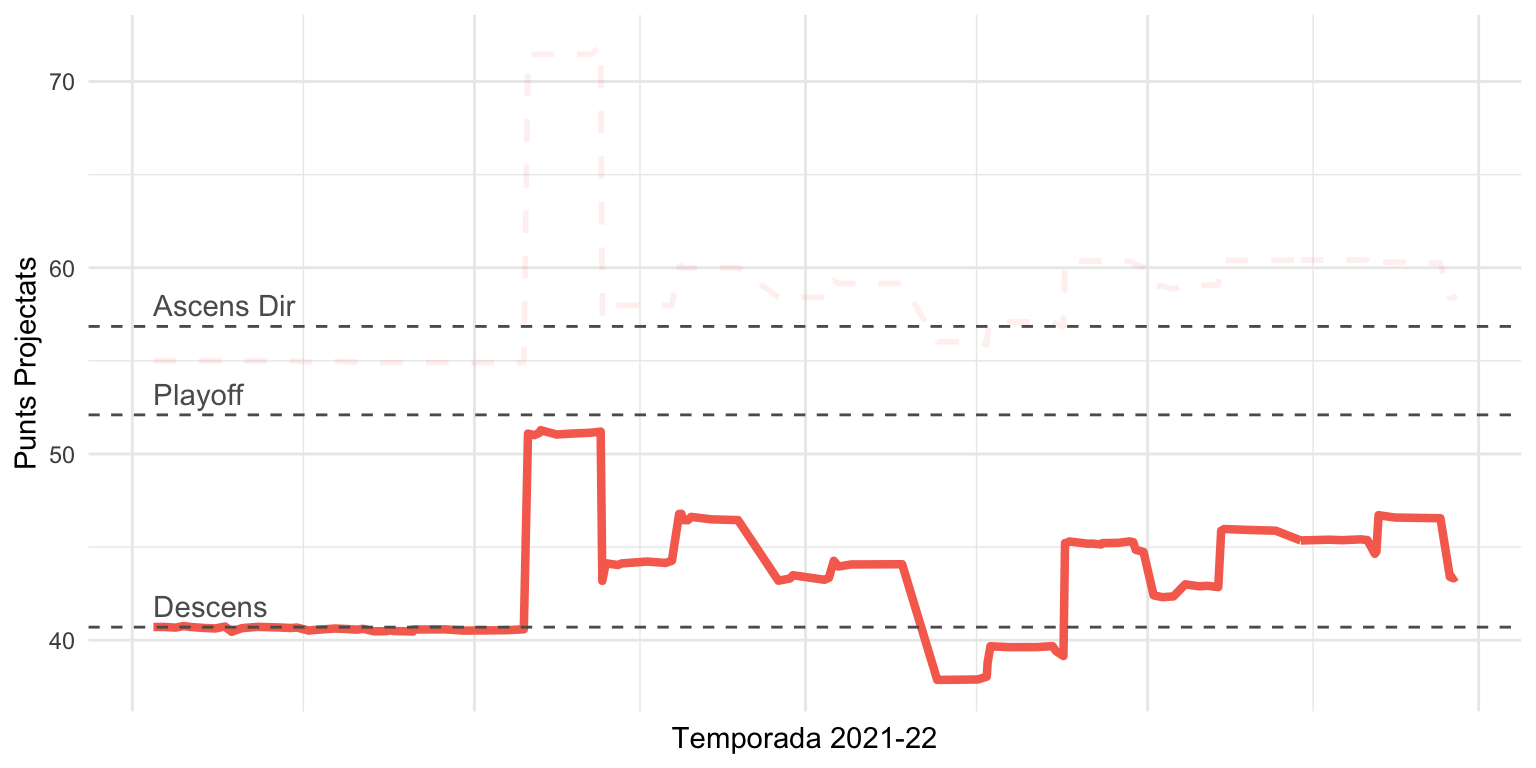 70
60
50
40
Punts Projectats
Ascens Dir
Playoff
Descens
Temporada 2021-22